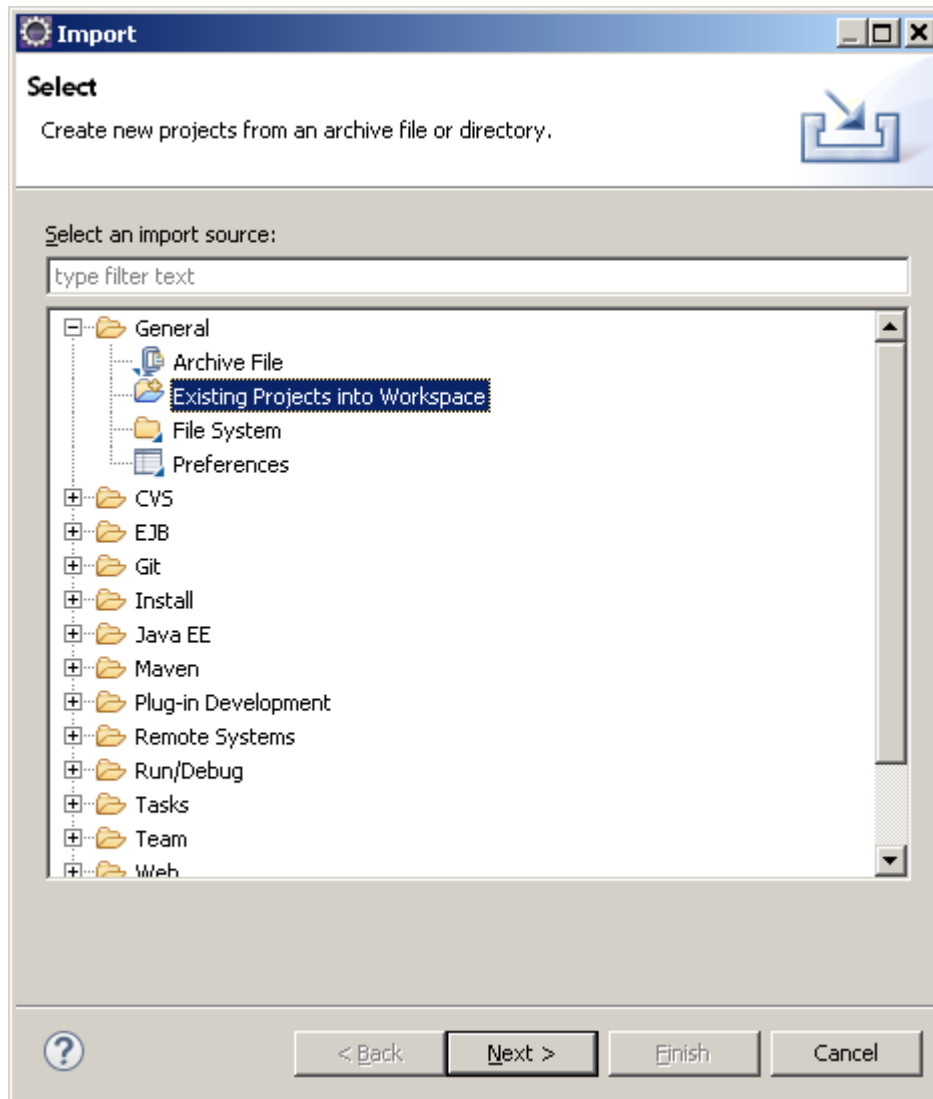 Import
Select
Create new projects from an archive file or directory.
Select an import source:
type filter text
General
Archive File
Existing Projects into Workspace
File System
Preferences
CVS
EJB
Git
Install
Java EE
Maven
Plug-in Development
Remote Systems
Run/Debug
Tasks
Team
Web
?
< Back Next > Finish Cancel